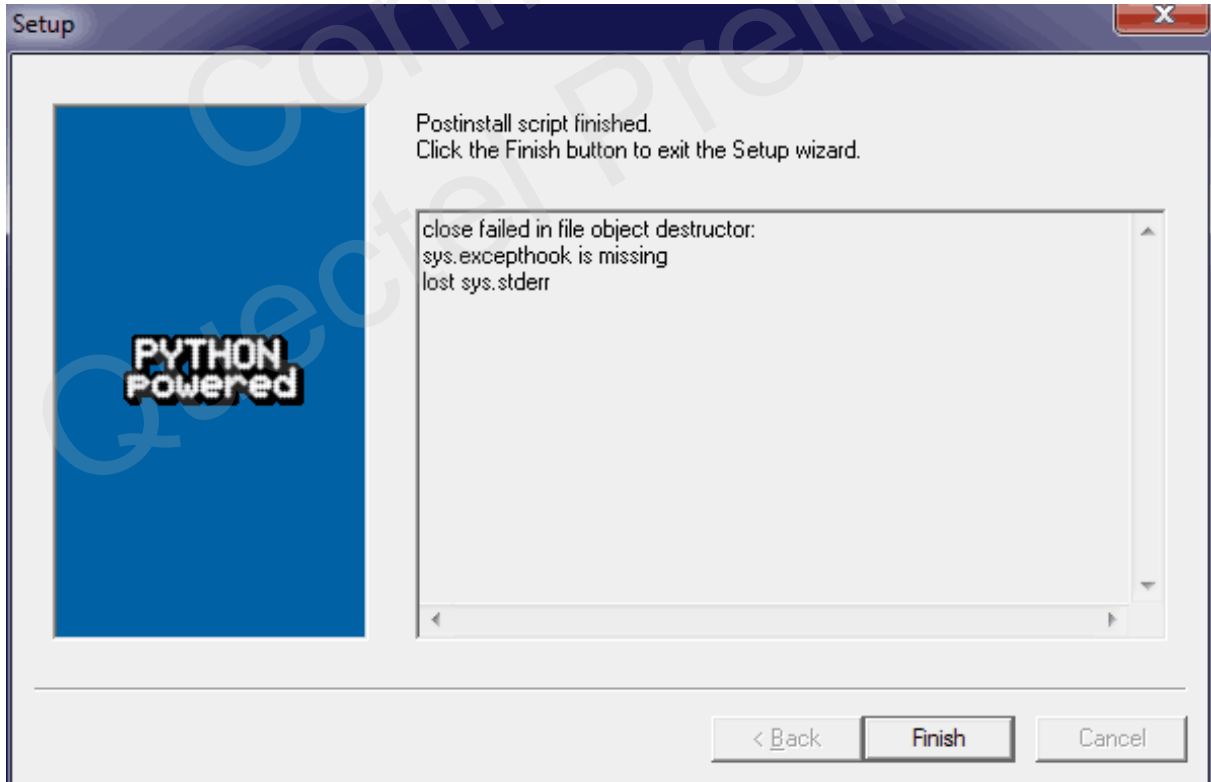 Setup
Postinstall script finished.
Click the Finish button to exit the Setup wizard.
close failed in file object destructor:
sys.excepthook is missing
lost sys.stderr
PYTHON
powered
< Back
Finish
Cancel
Quectel